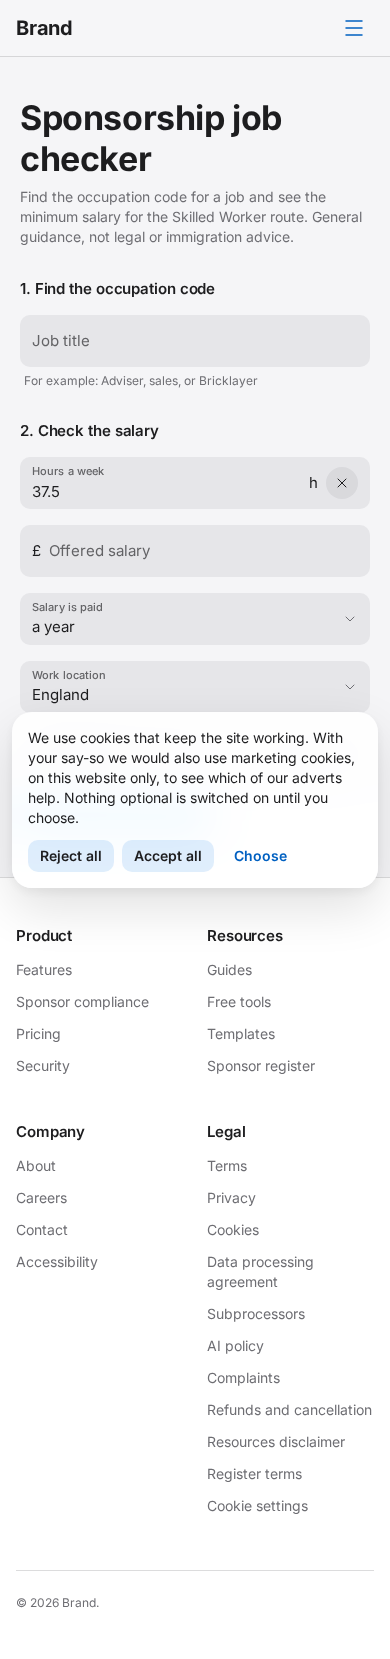 Brand
Sponsorship job
checker
Find the occupation code for a job and see the
minimum salary for the Skilled Worker route. General
guidance, not legal or immigration advice.
1. Find the occupation code
Job title
For example: Adviser, sales, or Bricklayer
2. Check the salary
Hours a week
37.5
h
£ Offered salary
Salary is paid
a year
Work location
England
We use cookies that keep the site working. With
your say-so we would also use marketing cookies,
on this website only, to see which of our adverts
help. Nothing optional is switched on until you
choose.
Reject all
Accept all
Choose
Product
Features
Sponsor compliance
Pricing
Security
Resources
Guides
Free tools
Templates
Sponsor register
Company
About
Careers
Contact
Accessibility
Legal
Terms
Privacy
Cookies
Data processing
agreement
Subprocessors
AI policy
Complaints
Refunds and cancellation
Resources disclaimer
Register terms
Cookie settings
© 2026 Brand.